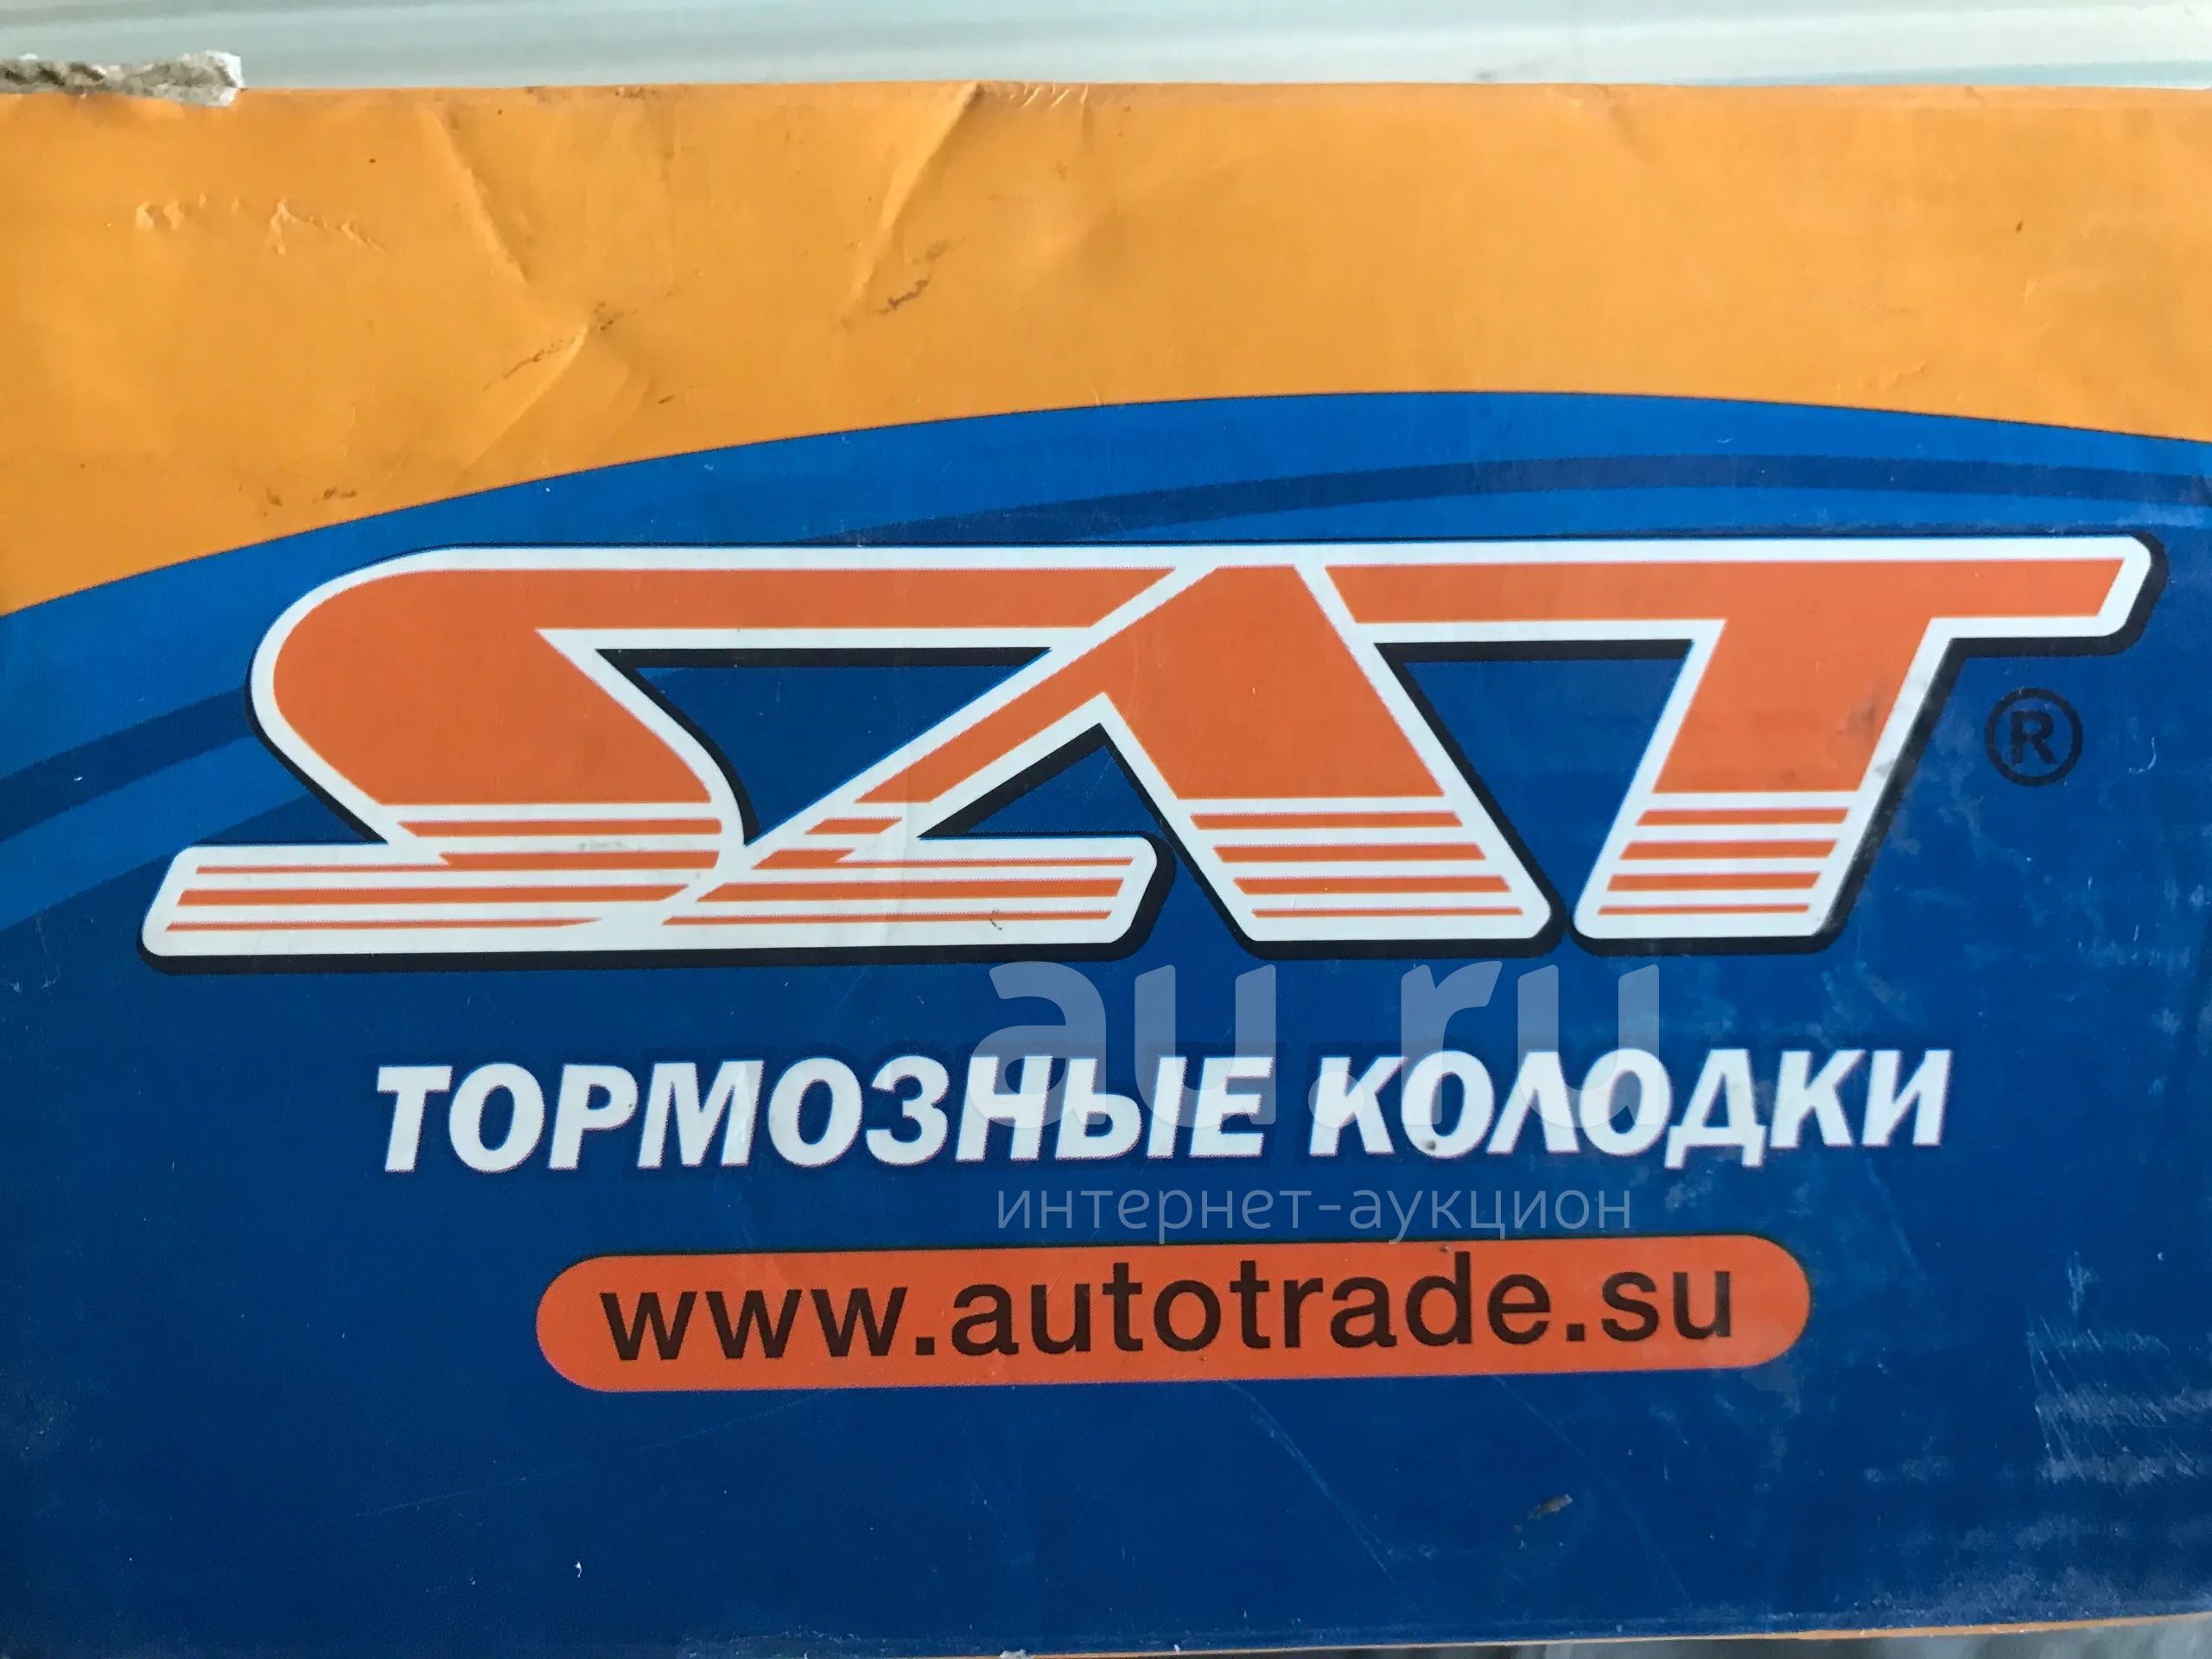 SAT ®
au.ru
ТОРМОЗНЫЕ КОЛОДКИ
интернет-аукцион
www.autotrade.su